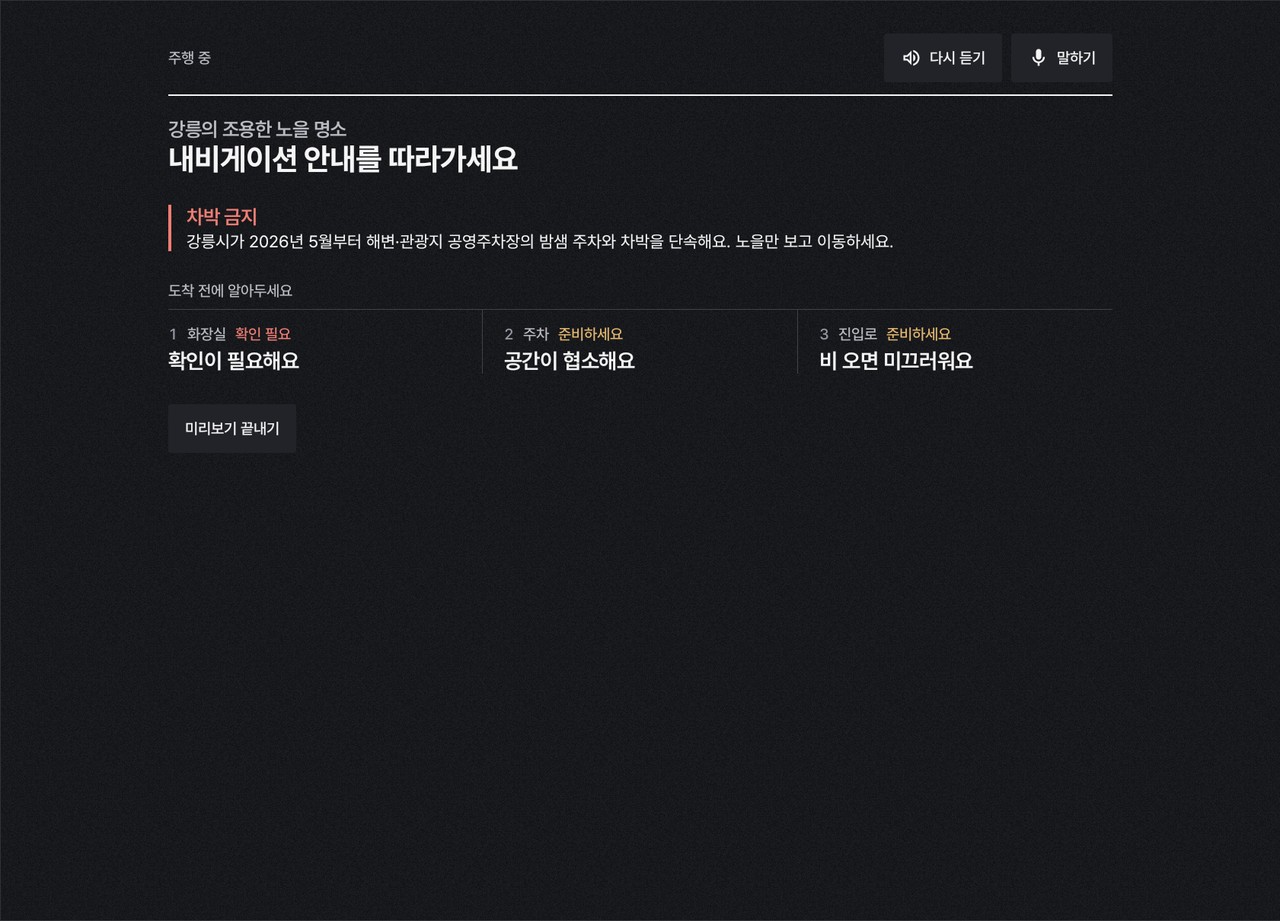 주행 중
다시 듣기
말하기
강릉의 조용한 노을 명소
내비게이션 안내를 따라가세요
차박 금지
강릉시가 2026년 5월부터 해변·관광지 공영주차장의 밤샘 주차와 차박을 단속해요. 노을만 보고 이동하세요.
도착 전에 알아두세요
1 화장실 확인 필요
확인이 필요해요
2 주차 준비하세요
공간이 협소해요
3 진입로 준비하세요
비 오면 미끄러워요
미리보기 끝내기